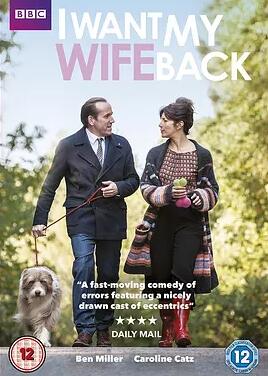 BBC
I WANT MY
WIFE BACK
"A fast-moving comedy of
errors featuring a nicely
drawn cast of eccentrics"
★★★★
DAILY MAIL
12
Ben Miller Caroline Catz
12